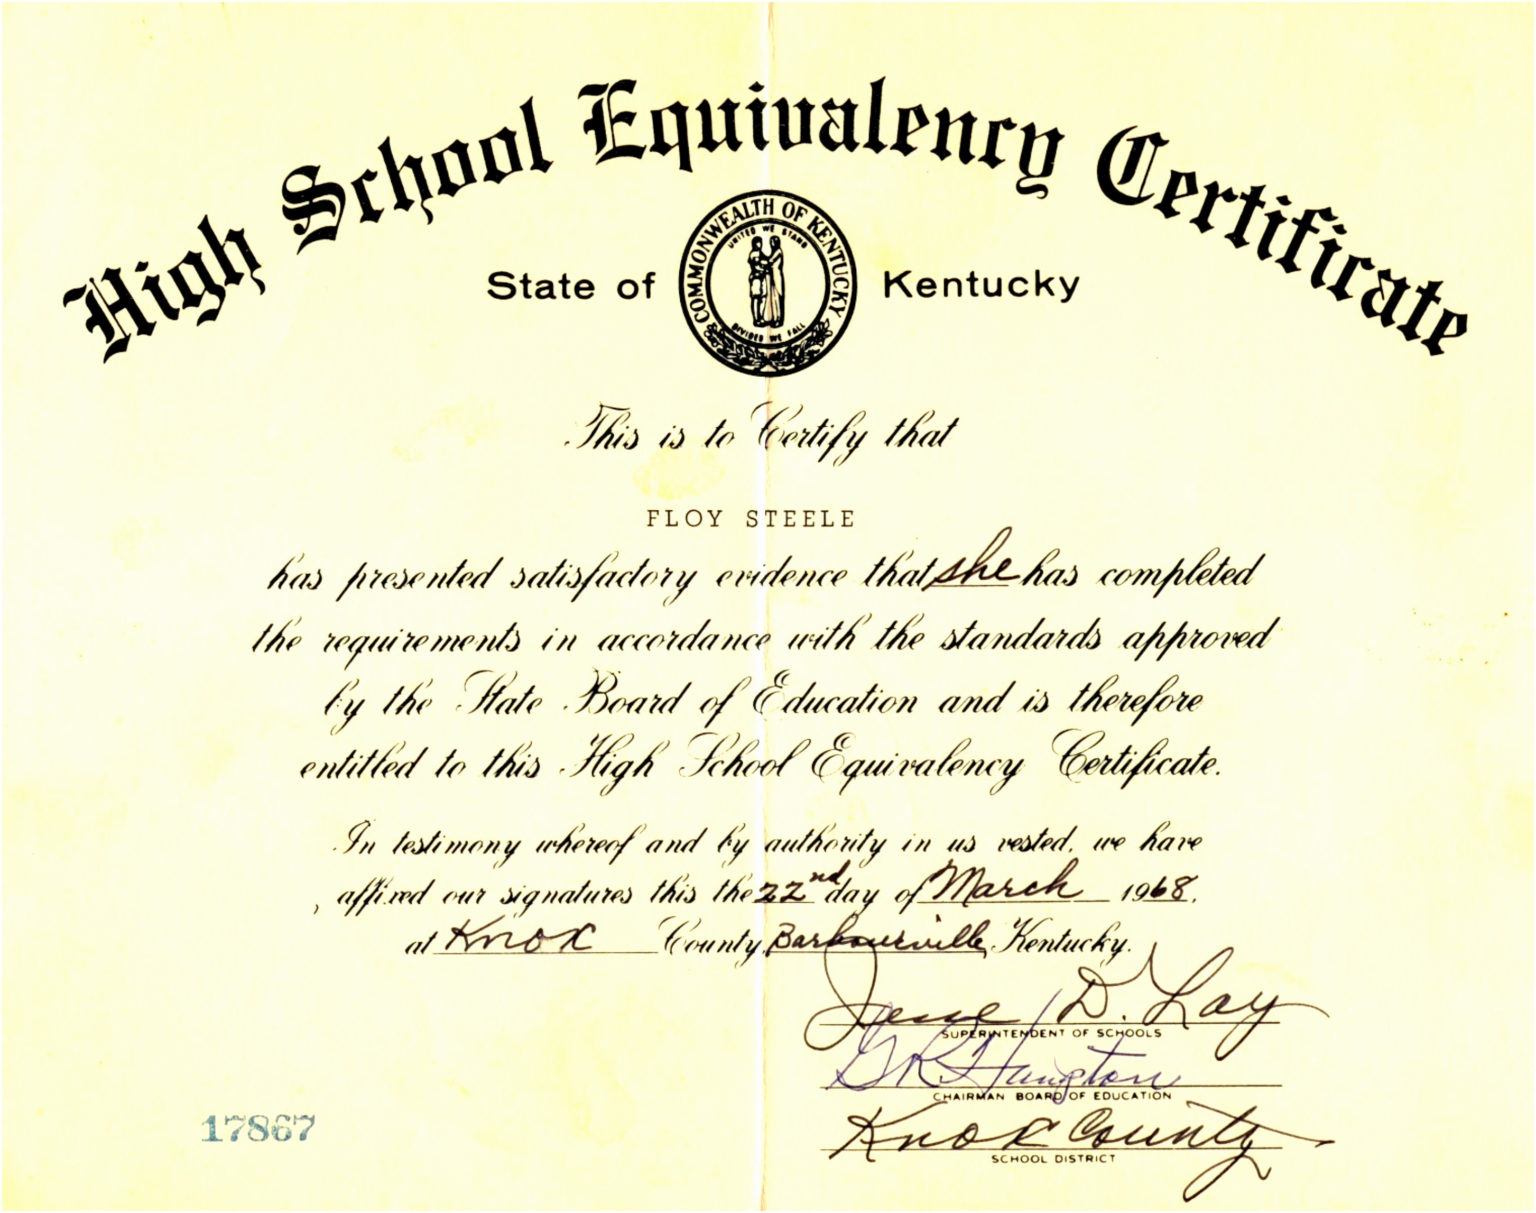 High School Equivalency Certificate
State of Kentucky
COMMONWEALTH OF KENTUCKY
UNITED WE STAND
DIVIDED WE FALL
This is to Certify that
FLOY STEELE
has presented satisfactory evidence that she has completed
the requirements in accordance with the standards approved
by the State Board of Education and is therefore
entitled to this High School Equivalency Certificate.
In testimony whereof and by authority in us vested, we have
affixed our signatures this the 22nd day of March 1968,
at Knox County, Barbourville, Kentucky.
Jesse D. Lay
SUPERINTENDENT OF SCHOOLS
CHAIRMAN BOARD OF EDUCATION
Knox County
SCHOOL DISTRICT
17867